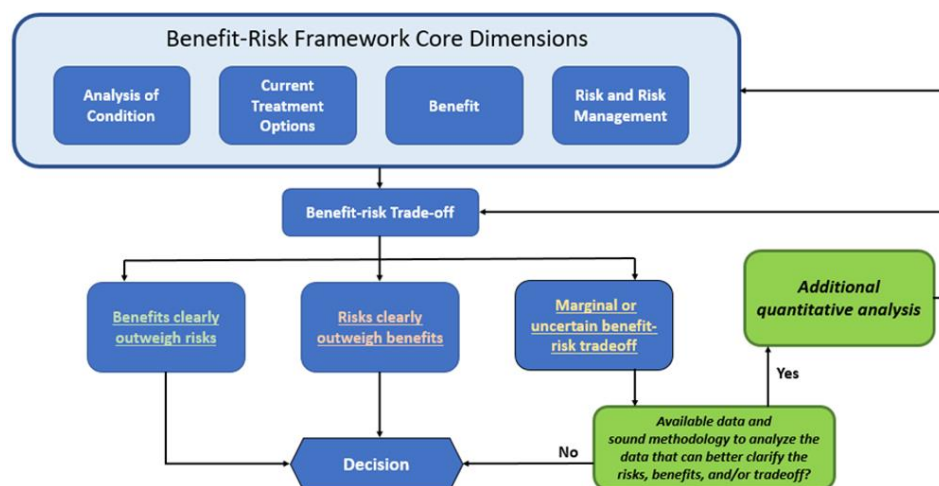 Benefit-Risk Framework Core Dimensions
Analysis of
Condition
Current
Treatment
Options
Benefit
Risk and Risk
Management
Benefit-risk Trade-off
Benefits clearly
outweigh risks
Risks clearly
outweigh benefits
Marginal or
uncertain benefit-
risk tradeoff
Additional
quantitative analysis
Yes
Available data and
sound methodology to analyze the
data that can better clarify the
risks, benefits, and/or tradeoff?
No
Decision